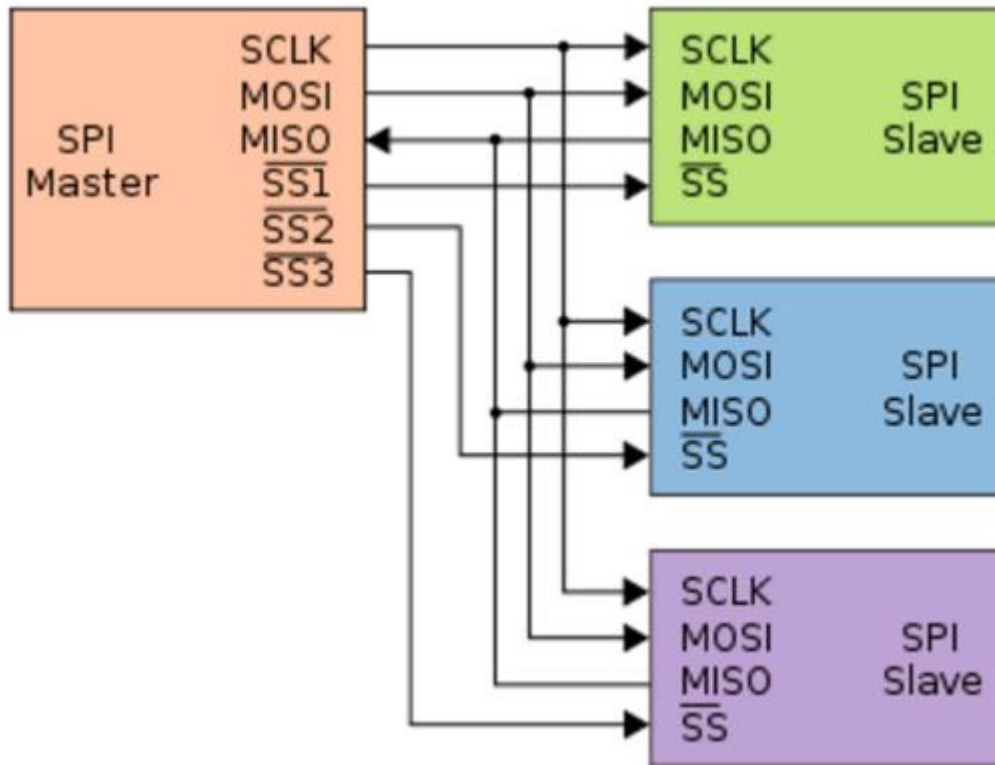 SCLK
MOSI
MISO
SS1
SS2
SS3
SPI
Master
SCLK
MOSI
MISO
SS
SPI
Slave
SCLK
MOSI
MISO
SS
SPI
Slave
SCLK
MOSI
MISO
SS
SPI
Slave